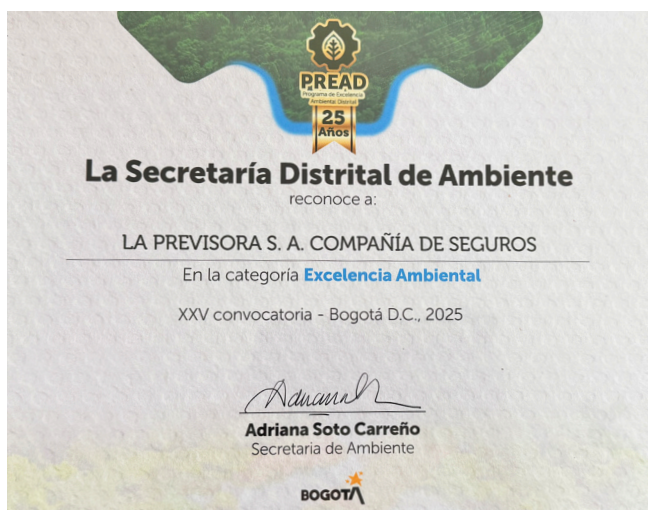 PREAD
Programa de Excelencia
Ambiental Distrital
25
Años
La Secretaría Distrital de Ambiente
reconoce a:
LA PREVISORA S. A. COMPAÑÍA DE SEGUROS
En la categoría Excelencia Ambiental
XXV convocatoria - Bogotá D.C., 2025
Adriana Soto Carreño
Secretaria de Ambiente
BOGOTÁ